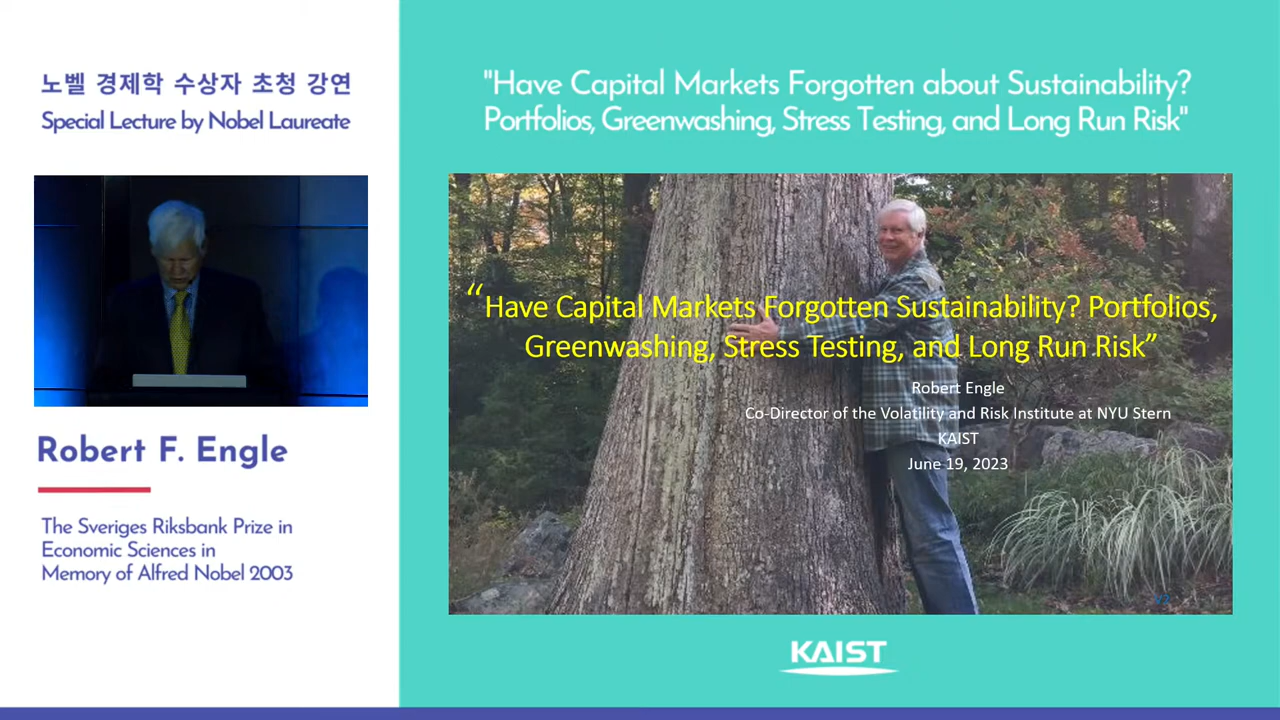 노벨 경제학 수상자 초청 강연
Special Lecture by Nobel Laureate
Robert F. Engle
The Sveriges Riksbank Prize in
Economic Sciences in
Memory of Alfred Nobel 2003
"Have Capital Markets Forgotten about Sustainability?
Portfolios, Greenwashing, Stress Testing, and Long Run Risk"
“Have Capital Markets Forgotten Sustainability? Portfolios,
Greenwashing, Stress Testing, and Long Run Risk”
Robert Engle
Co-Director of the Volatility and Risk Institute at NYU Stern
KAIST
June 19, 2023
KAIST